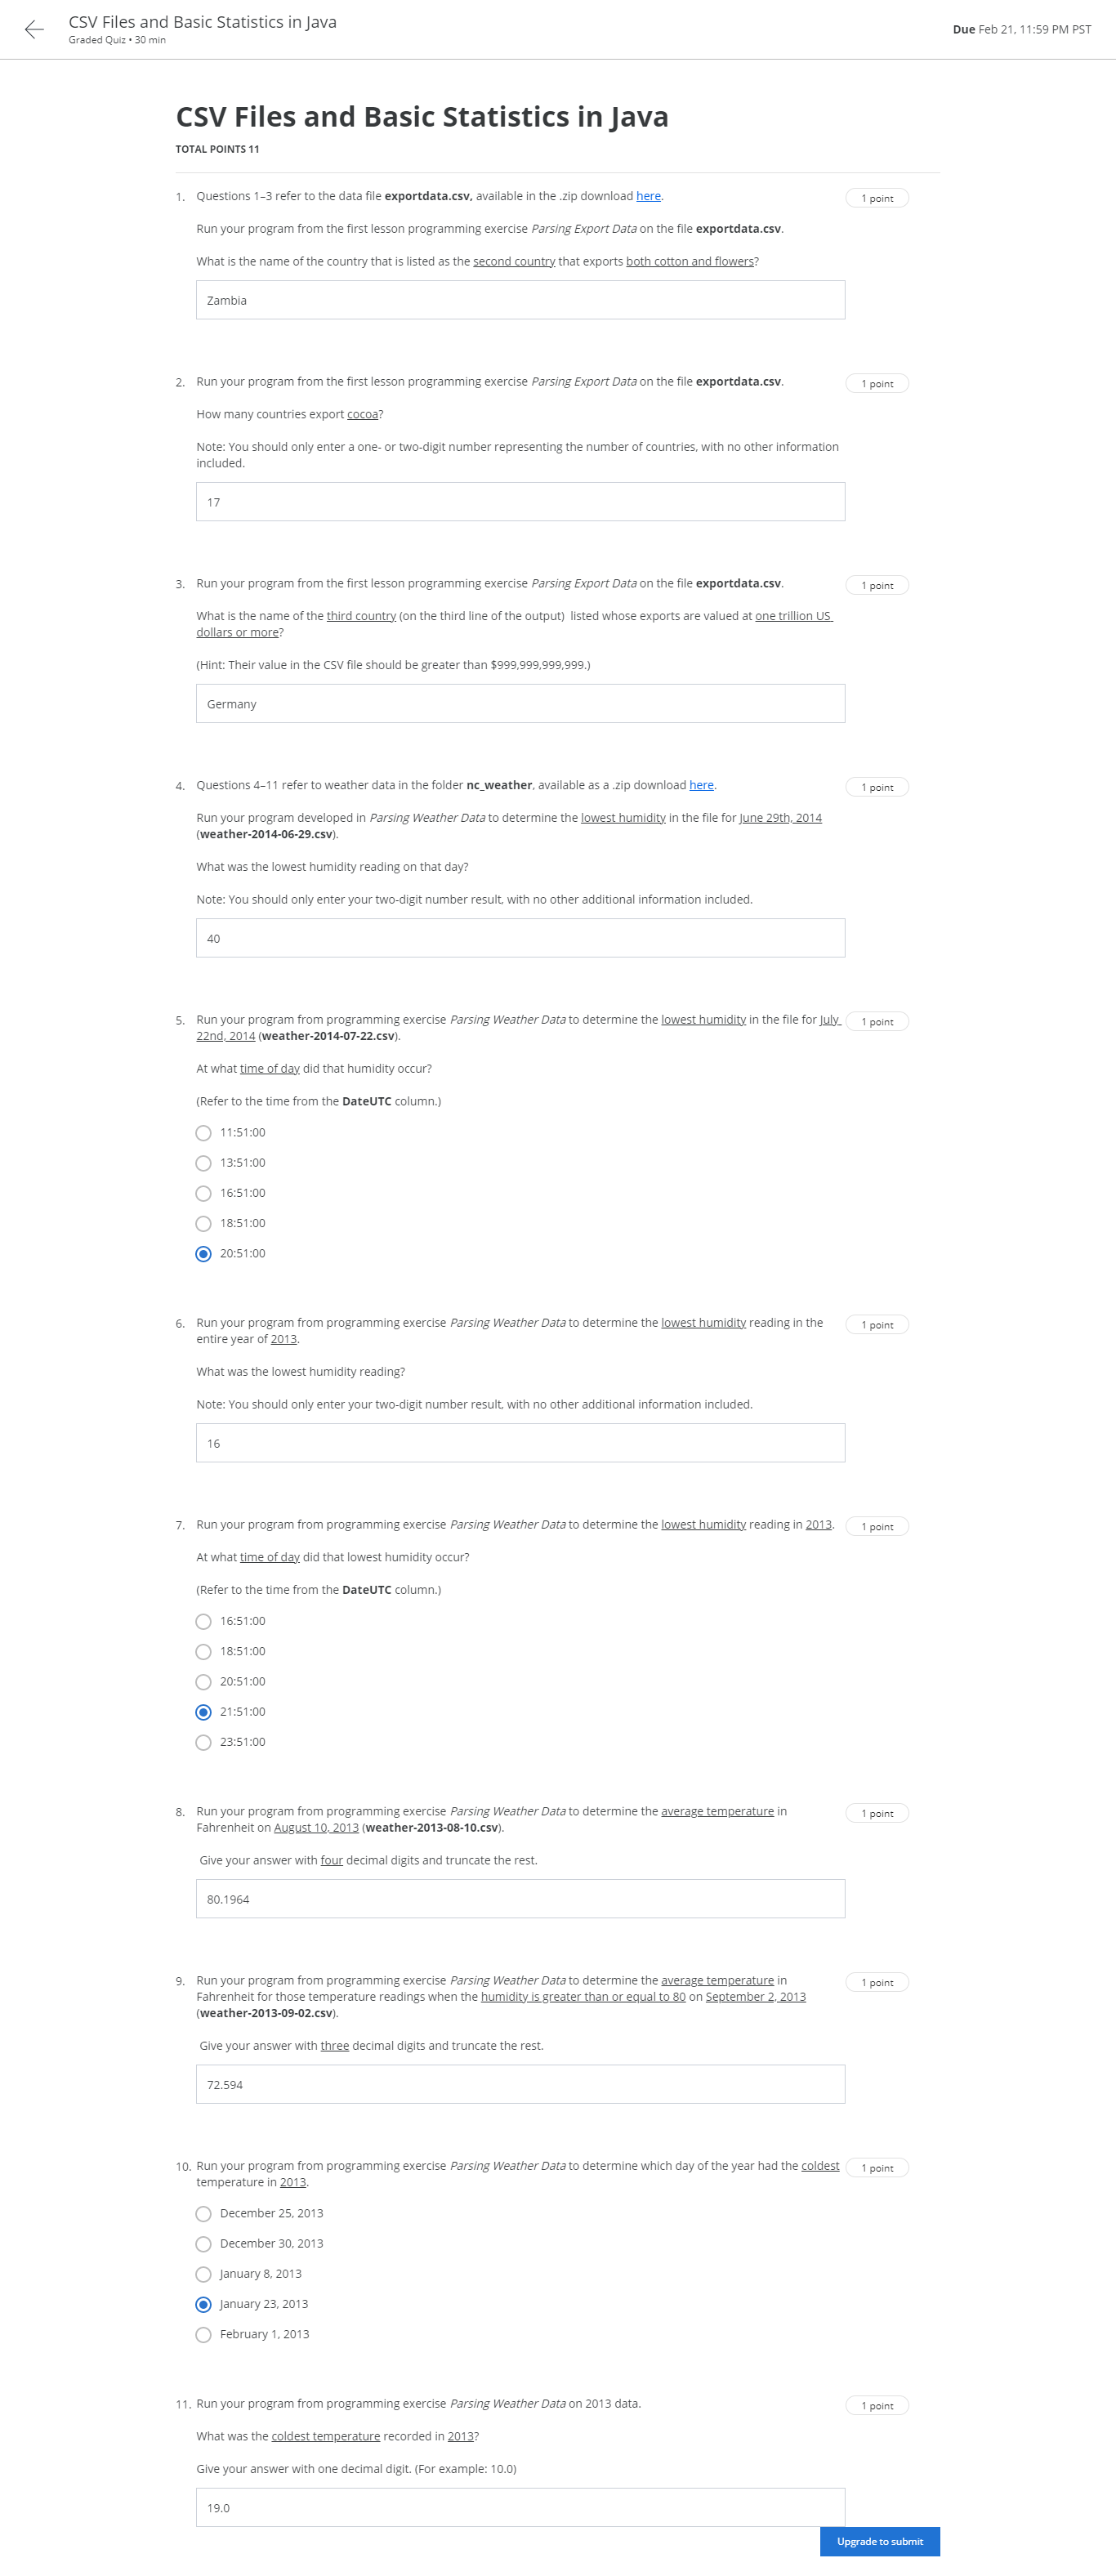 CSV Files and Basic Statistics in Java
Graded Quiz • 30 min
Due Feb 21, 11:59 PM PST
CSV Files and Basic Statistics in Java
TOTAL POINTS 11
1. Questions 1–3 refer to the data file exportdata.csv, available in the .zip download here.
1 point
Run your program from the first lesson programming exercise Parsing Export Data on the file exportdata.csv.
What is the name of the country that is listed as the second country that exports both cotton and flowers?
Zambia
2. Run your program from the first lesson programming exercise Parsing Export Data on the file exportdata.csv.
1 point
How many countries export cocoa?
Note: You should only enter a one- or two-digit number representing the number of countries, with no other information
included.
17
3. Run your program from the first lesson programming exercise Parsing Export Data on the file exportdata.csv.
1 point
What is the name of the third country (on the third line of the output) listed whose exports are valued at one trillion US
dollars or more?
(Hint: Their value in the CSV file should be greater than $999,999,999,999.)
Germany
4. Questions 4–11 refer to weather data in the folder nc_weather, available as a .zip download here.
1 point
Run your program developed in Parsing Weather Data to determine the lowest humidity in the file for June 29th, 2014
(weather-2014-06-29.csv).
What was the lowest humidity reading on that day?
Note: You should only enter your two-digit number result, with no other additional information included.
40
5. Run your program from programming exercise Parsing Weather Data to determine the lowest humidity in the file for July
1 point
22nd, 2014 (weather-2014-07-22.csv).
At what time of day did that humidity occur?
(Refer to the time from the DateUTC column.)
11:51:00
13:51:00
16:51:00
18:51:00
20:51:00
6. Run your program from programming exercise Parsing Weather Data to determine the lowest humidity reading in the
1 point
entire year of 2013.
What was the lowest humidity reading?
Note: You should only enter your two-digit number result, with no other additional information included.
16
7. Run your program from programming exercise Parsing Weather Data to determine the lowest humidity reading in 2013.
1 point
At what time of day did that lowest humidity occur?
(Refer to the time from the DateUTC column.)
16:51:00
18:51:00
20:51:00
21:51:00
23:51:00
8. Run your program from programming exercise Parsing Weather Data to determine the average temperature in
1 point
Fahrenheit on August 10, 2013 (weather-2013-08-10.csv).
Give your answer with four decimal digits and truncate the rest.
80.1964
9. Run your program from programming exercise Parsing Weather Data to determine the average temperature in
1 point
Fahrenheit for those temperature readings when the humidity is greater than or equal to 80 on September 2, 2013
(weather-2013-09-02.csv).
Give your answer with three decimal digits and truncate the rest.
72.594
10. Run your program from programming exercise Parsing Weather Data to determine which day of the year had the coldest
1 point
temperature in 2013.
December 25, 2013
December 30, 2013
January 8, 2013
January 23, 2013
February 1, 2013
11. Run your program from programming exercise Parsing Weather Data on 2013 data.
1 point
What was the coldest temperature recorded in 2013?
Give your answer with one decimal digit. (For example: 10.0)
19.0
Upgrade to submit